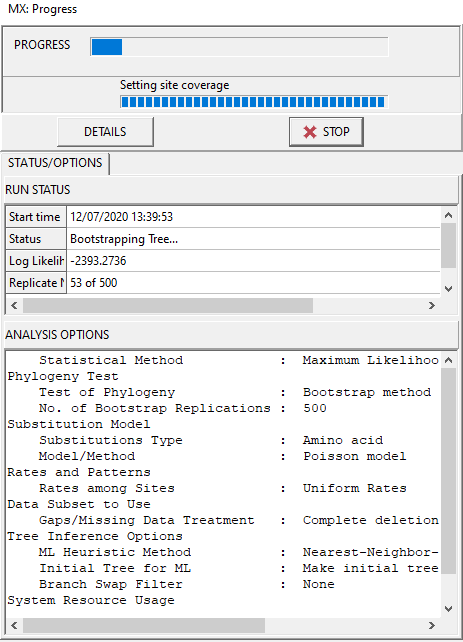 MX: Progress
PROGRESS
Setting site coverage
DETAILS
STOP
STATUS/OPTIONS
RUN STATUS
Start time 12/07/2020 13:39:53
Status Bootstrapping Tree...
Log Likelih -2393.2736
Replicate N 53 of 500
ANALYSIS OPTIONS
Statistical Method : Maximum Likelihoo
Phylogeny Test
Test of Phylogeny : Bootstrap method
No. of Bootstrap Replications : 500
Substitution Model
Substitutions Type : Amino acid
Model/Method : Poisson model
Rates and Patterns
Rates among Sites : Uniform Rates
Data Subset to Use
Gaps/Missing Data Treatment : Complete deletion
Tree Inference Options
ML Heuristic Method : Nearest-Neighbor-
Initial Tree for ML : Make initial tree
Branch Swap Filter : None
System Resource Usage